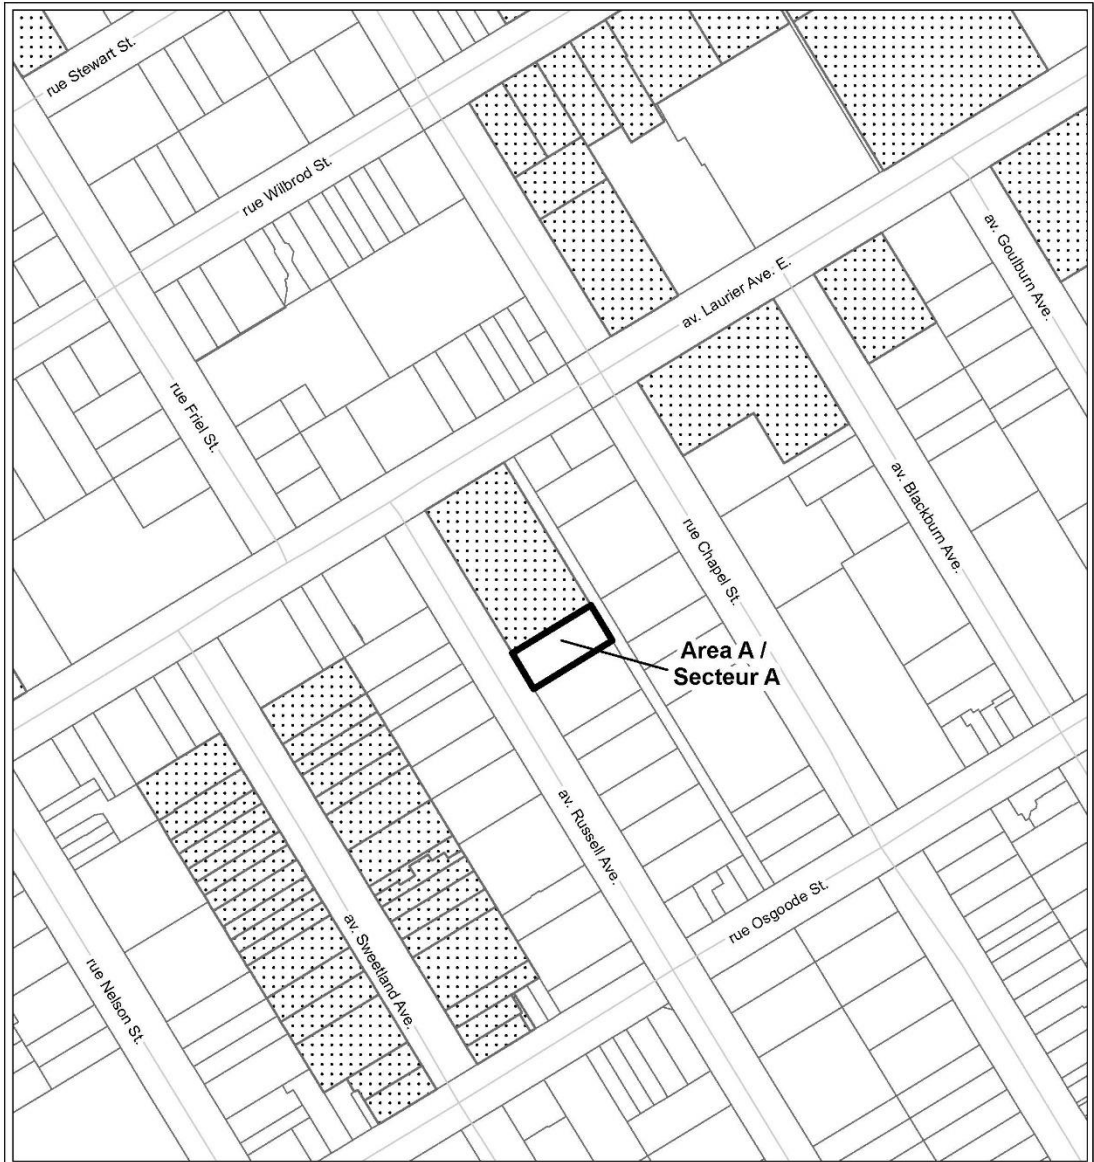 rue Stewart St.
rue Wilbrod St.
av. Goulburn Ave.
av. Laurier Ave. E.
rue Friel St.
av. Blackburn Ave.
rue Chapel St.
Area A /
Secteur A
av. Russell Ave.
rue Osgoode St.
av. Sweetland Ave.
rue Nelson St.